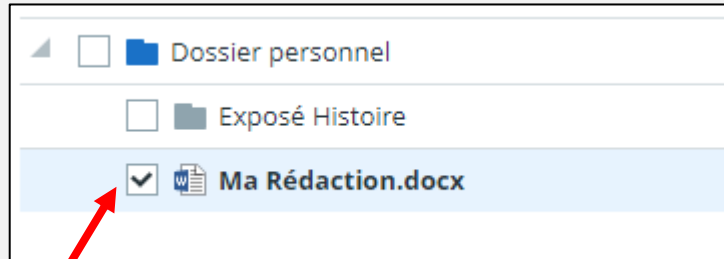 Dossier personnel
Exposé Histoire
Ma Rédaction.docx